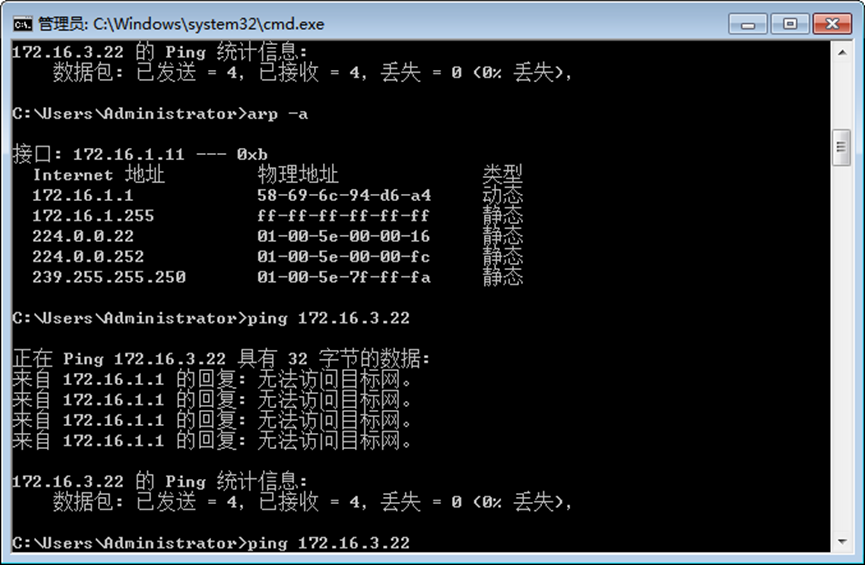 管理员: C:\Windows\system32\cmd.exe
172.16.3.22 的 Ping 统计信息:
数据包: 已发送 = 4, 已接收 = 4, 丢失 = 0 (0% 丢失),
C:\Users\Administrator>arp -a
接口: 172.16.1.11 --- 0xb
Internet 地址 物理地址 类型
172.16.1.1 58-69-6c-94-d6-a4 动态
172.16.1.255 ff-ff-ff-ff-ff-ff 静态
224.0.0.22 01-00-5e-00-00-16 静态
224.0.0.252 01-00-5e-00-00-fc 静态
239.255.255.250 01-00-5e-7f-ff-fa 静态
C:\Users\Administrator>ping 172.16.3.22
正在 Ping 172.16.3.22 具有 32 字节的数据:
来自 172.16.1.1 的回复: 无法访问目标网。
来自 172.16.1.1 的回复: 无法访问目标网。
来自 172.16.1.1 的回复: 无法访问目标网。
来自 172.16.1.1 的回复: 无法访问目标网。
172.16.3.22 的 Ping 统计信息:
数据包: 已发送 = 4, 已接收 = 4, 丢失 = 0 (0% 丢失),
C:\Users\Administrator>ping 172.16.3.22